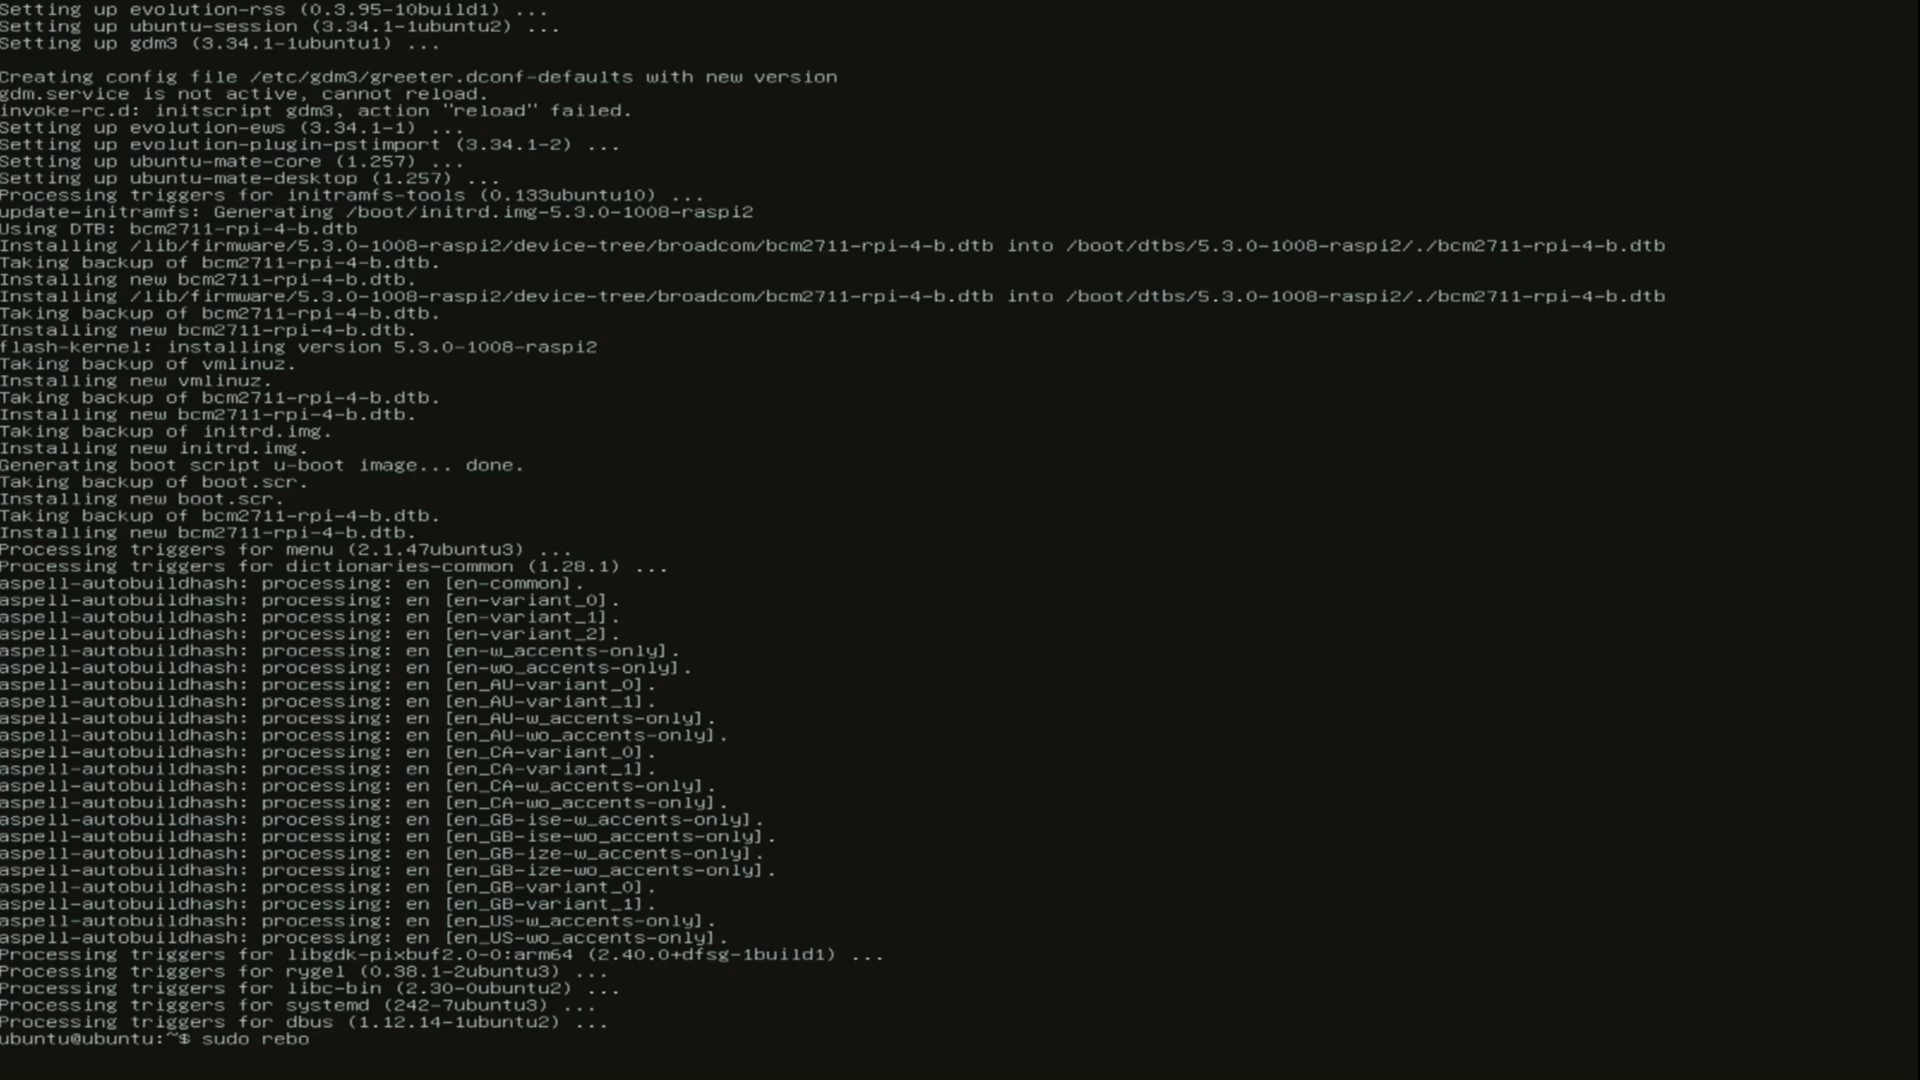 Setting up evolution-rss (0.3.95-10build1) ...
Setting up ubuntu-session (3.34.1-1ubuntu2) ...
Setting up gdm3 (3.34.1-1ubuntu1) ...
Creating config file /etc/gdm3/greeter.dconf-defaults with new version
gdm.service is not active, cannot reload.
invoke-rc.d: initscript gdm3, action "reload" failed.
Setting up evolution-ews (3.34.1-1) ...
Setting up evolution-plugin-pstimport (3.34.1-2) ...
Setting up ubuntu-mate-core (1.257) ...
Setting up ubuntu-mate-desktop (1.257) ...
Processing triggers for initramfs-tools (0.133ubuntu10) ...
update-initramfs: Generating /boot/initrd.img-5.3.0-1008-raspi2
Using DTB: bcm2711-rpi-4-b.dtb
Installing /lib/firmware/5.3.0-1008-raspi2/device-tree/broadcom/bcm2711-rpi-4-b.dtb into /boot/dtbs/5.3.0-1008-raspi2/./bcm2711-rpi-4-b.dtb
Taking backup of bcm2711-rpi-4-b.dtb.
Installing new bcm2711-rpi-4-b.dtb.
Installing /lib/firmware/5.3.0-1008-raspi2/device-tree/broadcom/bcm2711-rpi-4-b.dtb into /boot/dtbs/5.3.0-1008-raspi2/./bcm2711-rpi-4-b.dtb
Taking backup of bcm2711-rpi-4-b.dtb.
Installing new bcm2711-rpi-4-b.dtb.
flash-kernel: installing version 5.3.0-1008-raspi2
Taking backup of vmlinuz.
Installing new vmlinuz.
Taking backup of bcm2711-rpi-4-b.dtb.
Installing new bcm2711-rpi-4-b.dtb.
Taking backup of initrd.img.
Installing new initrd.img.
Generating boot script u-boot image... done.
Taking backup of boot.scr.
Installing new boot.scr.
Taking backup of bcm2711-rpi-4-b.dtb.
Installing new bcm2711-rpi-4-b.dtb.
Processing triggers for menu (2.1.47ubuntu3) ...
Processing triggers for dictionaries-common (1.28.1) ...
aspell-autobuildhash: processing: en [en-common].
aspell-autobuildhash: processing: en [en-variant_0].
aspell-autobuildhash: processing: en [en-variant_1].
aspell-autobuildhash: processing: en [en-variant_2].
aspell-autobuildhash: processing: en [en-w_accents-only].
aspell-autobuildhash: processing: en [en-wo_accents-only].
aspell-autobuildhash: processing: en [en_AU-variant_0].
aspell-autobuildhash: processing: en [en_AU-variant_1].
aspell-autobuildhash: processing: en [en_AU-w_accents-only].
aspell-autobuildhash: processing: en [en_AU-wo_accents-only].
aspell-autobuildhash: processing: en [en_CA-variant_0].
aspell-autobuildhash: processing: en [en_CA-variant_1].
aspell-autobuildhash: processing: en [en_CA-w_accents-only].
aspell-autobuildhash: processing: en [en_CA-wo_accents-only].
aspell-autobuildhash: processing: en [en_GB-ise-w_accents-only].
aspell-autobuildhash: processing: en [en_GB-ise-wo_accents-only].
aspell-autobuildhash: processing: en [en_GB-ize-w_accents-only].
aspell-autobuildhash: processing: en [en_GB-ize-wo_accents-only].
aspell-autobuildhash: processing: en [en_GB-variant_0].
aspell-autobuildhash: processing: en [en_GB-variant_1].
aspell-autobuildhash: processing: en [en_US-w_accents-only].
aspell-autobuildhash: processing: en [en_US-wo_accents-only].
Processing triggers for libgdk-pixbuf2.0-0:arm64 (2.40.0+dfsg-1build1) ...
Processing triggers for rygel (0.38.1-2ubuntu3) ...
Processing triggers for libc-bin (2.30-0ubuntu2) ...
Processing triggers for systemd (242-7ubuntu3) ...
Processing triggers for dbus (1.12.14-1ubuntu2) ...
ubuntu@ubuntu:~$ sudo rebo